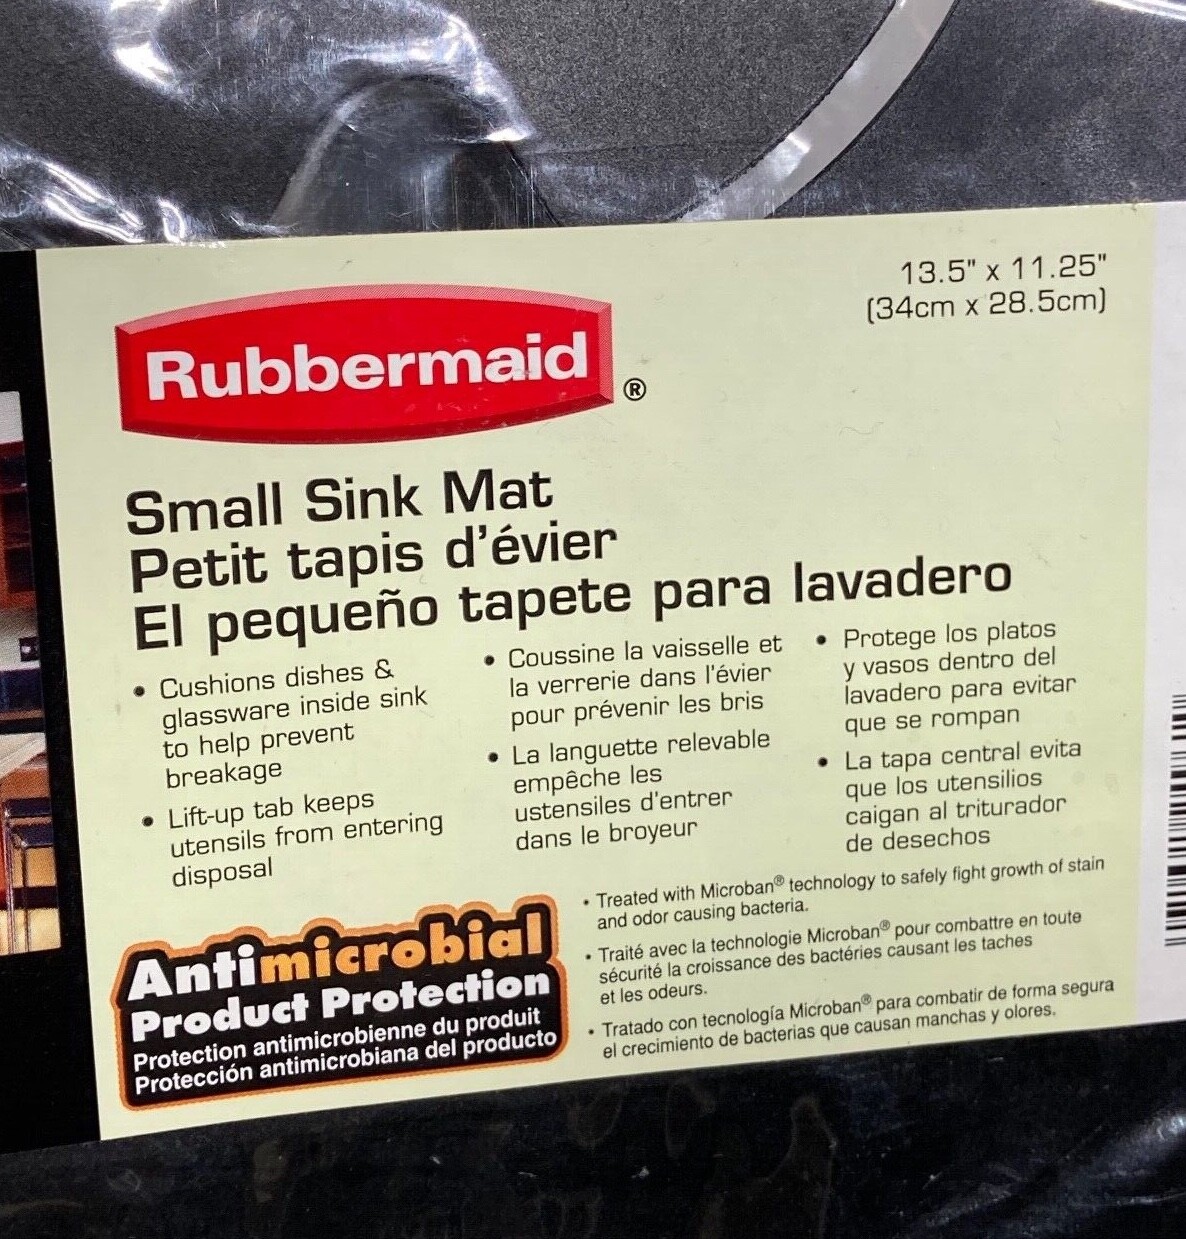 13.5" x 11.25"
(34cm x 28.5cm)
Rubbermaid
®
Small Sink Mat
Petit tapis d'évier
El pequeño tapete para lavadero
• Cushions dishes &
glassware inside sink
to help prevent
breakage
• Lift-up tab keeps
utensils from entering
disposal
• Coussine la vaisselle et
la verrerie dans l'évier
pour prévenir les bris
• La languette relevable
empêche les
ustensiles d'entrer
dans le broyeur
• Protege los platos
y vasos dentro del
lavadero para evitar
que se rompan
• La tapa central evita
que los utensilios
caigan al triturador
de desechos
Antimicrobial
Product Protection
Protection antimicrobienne du produit
Protección antimicrobiana del producto
• Treated with Microban® technology to safely fight growth of stain
and odor causing bacteria.
• Traité avec la technologie Microban® pour combattre en toute
sécurité la croissance des bactéries causant les taches
et les odeurs.
• Tratado con tecnología Microban® para combatir de forma segura
el crecimiento de bacterias que causan manchas y olores.